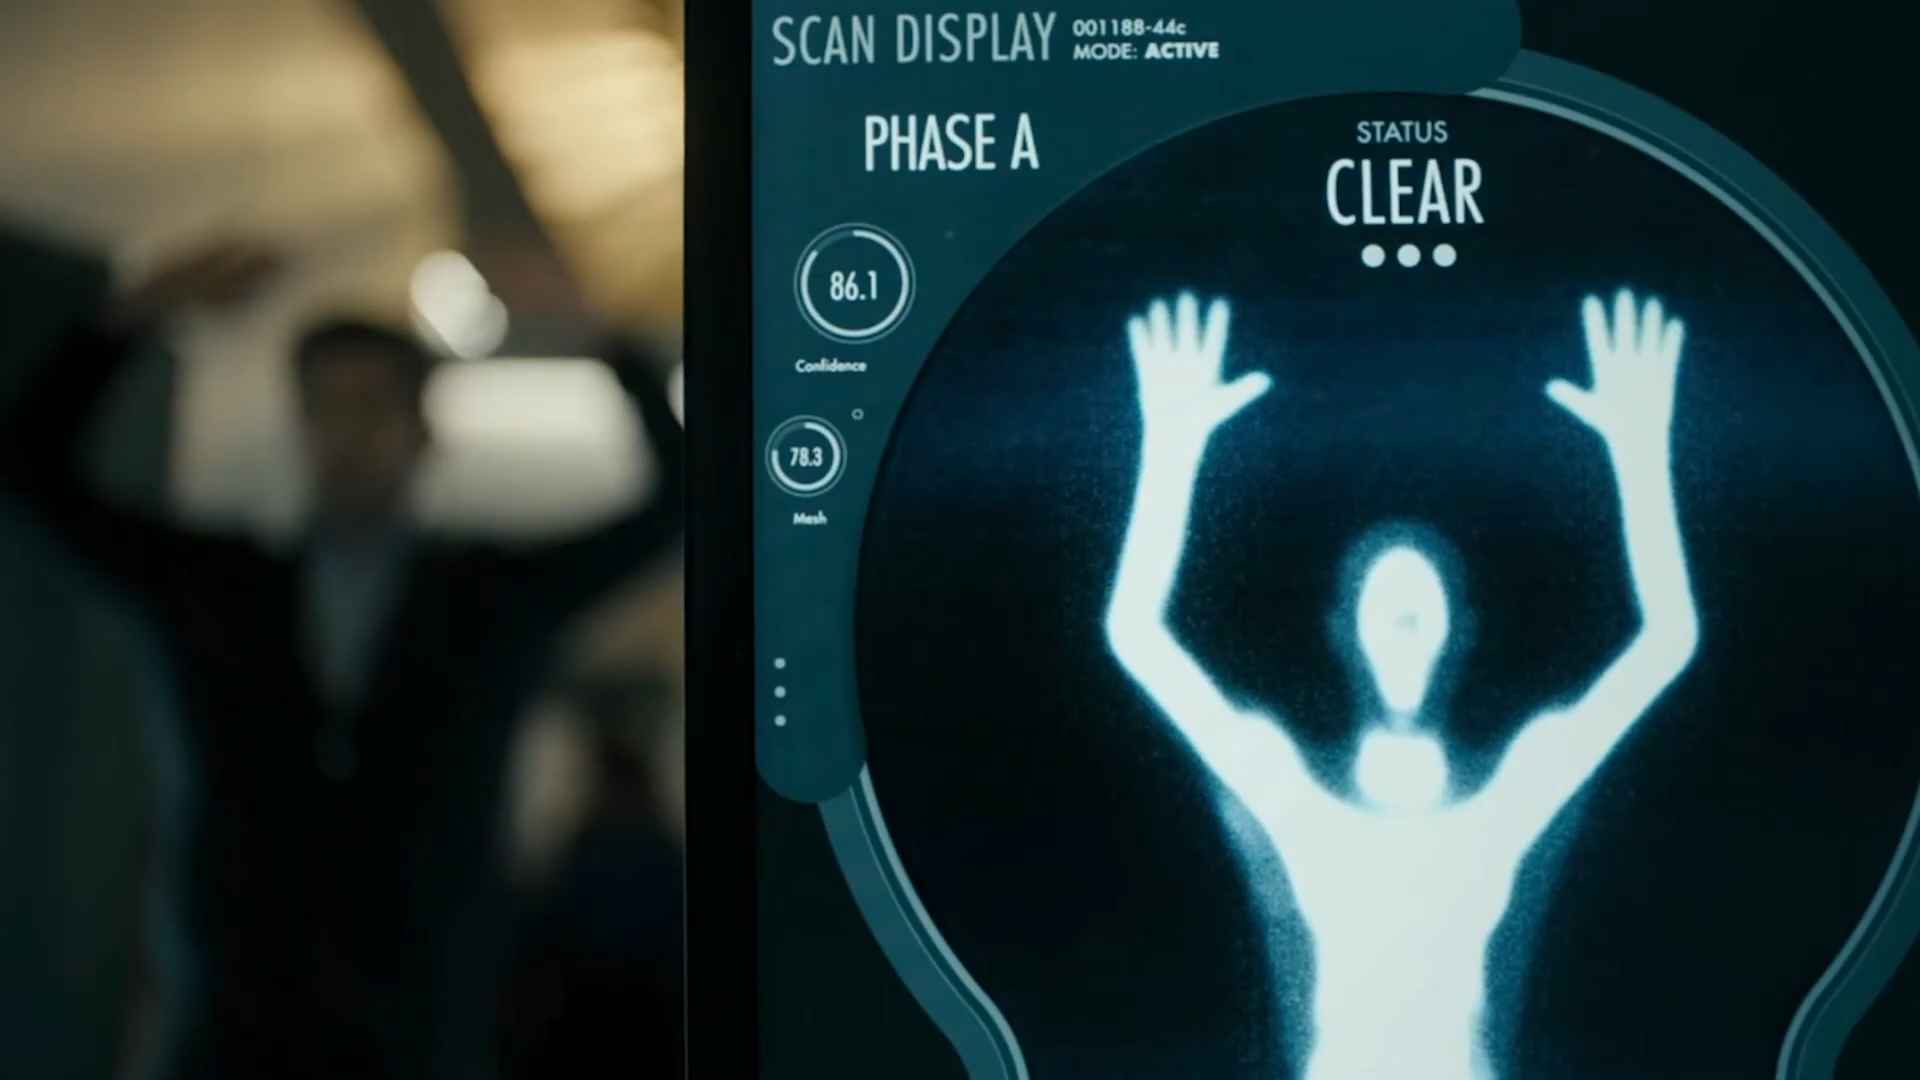 SCAN DISPLAY
001188-44c
MODE: ACTIVE
PHASE A
STATUS
CLEAR
86.1
Confidence
78.3
Mesh